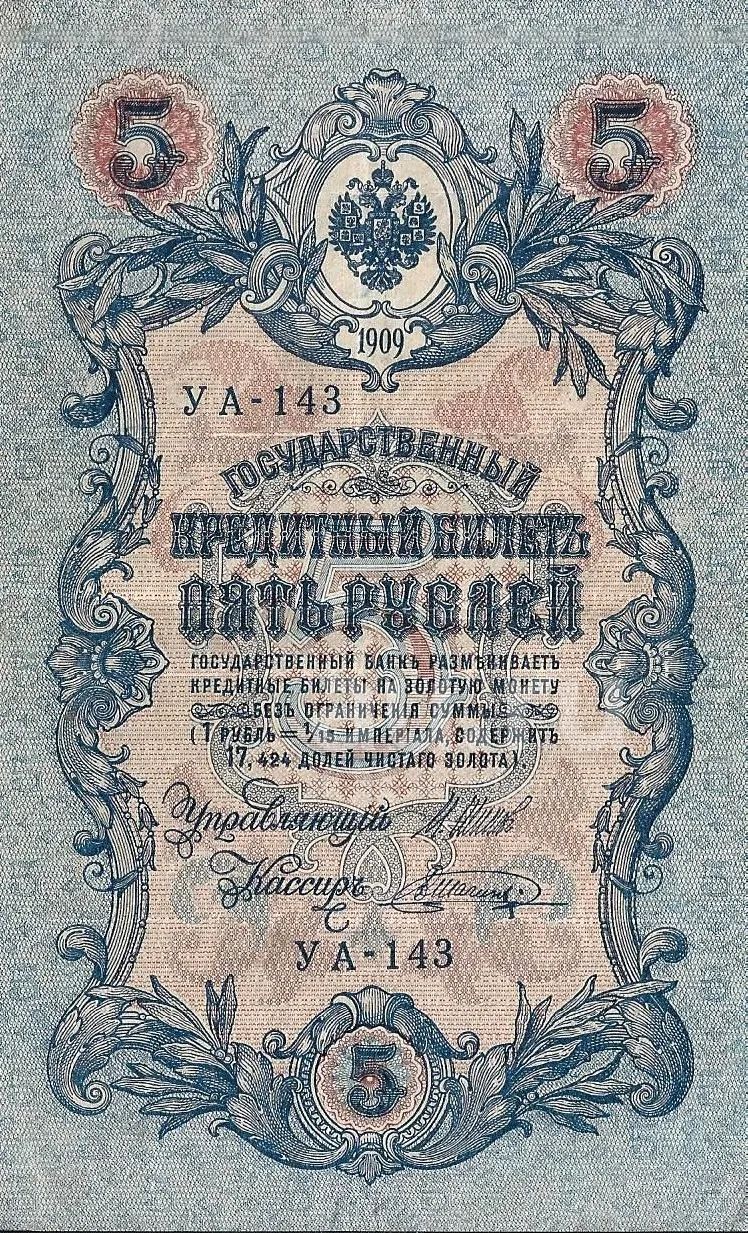 5 5
1909
УА-143
ГОСУДАРСТВЕННЫЙ
КРЕДИТНЫЙ БИЛЕТЪ
ПЯТЬ РУБЛЕЙ
ГОСУДАРСТВЕННЫЙ БАНКЪ РАЗМѢНИВАЕТЪ
КРЕДИТНЫЕ БИЛЕТЫ НА ЗОЛОТУЮ МОНЕТУ
БЕЗЪ ОГРАНИЧЕНІЯ СУММЫ
(1 РУБЛЬ = 1/15 ИМПЕРІАЛА, СОДЕРЖИТЪ
17,424 ДОЛЕЙ ЧИСТАГО ЗОЛОТА).
Управляющій
Кассиръ
УА-143
5